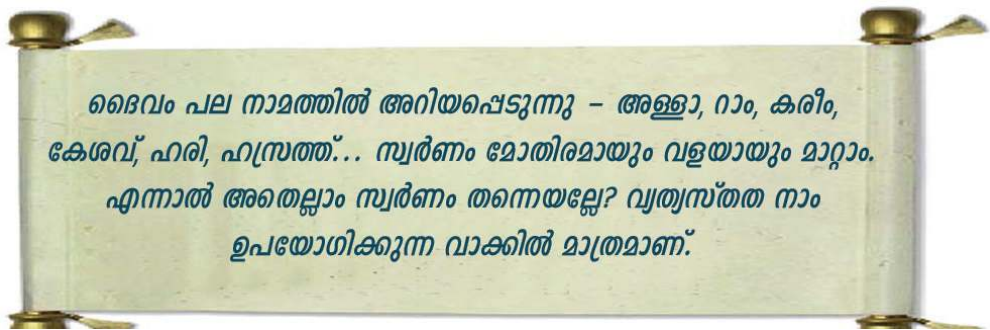 ദൈവം പല നാമത്തിൽ അറിയപ്പെടുന്നു – അള്ളാ, റാം, കരീം,
കേശവ്, ഹരി, ഹസ്രത്ത്... സ്വർണം മോതിരമായും വളയായും മാറ്റാം.
എന്നാൽ അതെല്ലാം സ്വർണം തന്നെയല്ലേ? വ്യത്യസ്തത നാം
ഉപയോഗിക്കുന്ന വാക്കിൽ മാത്രമാണ്.